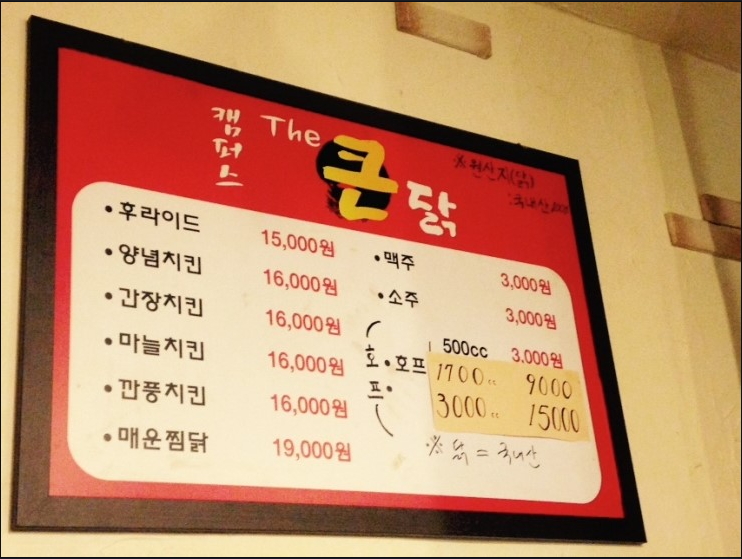 캠퍼스
The 큰 닭
※원산지(닭)
:국내산
•후라이드 15,000원
•양념치킨 16,000원
•간장치킨 16,000원
•마늘치킨 16,000원
•깐풍치킨 16,000원
•매운찜닭 19,000원
•맥주 3,000원
•소주 3,000원
(호프)
•호프 500cc 3,000원
1700cc 9000
3000cc 15000
※ 닭 = 국내산